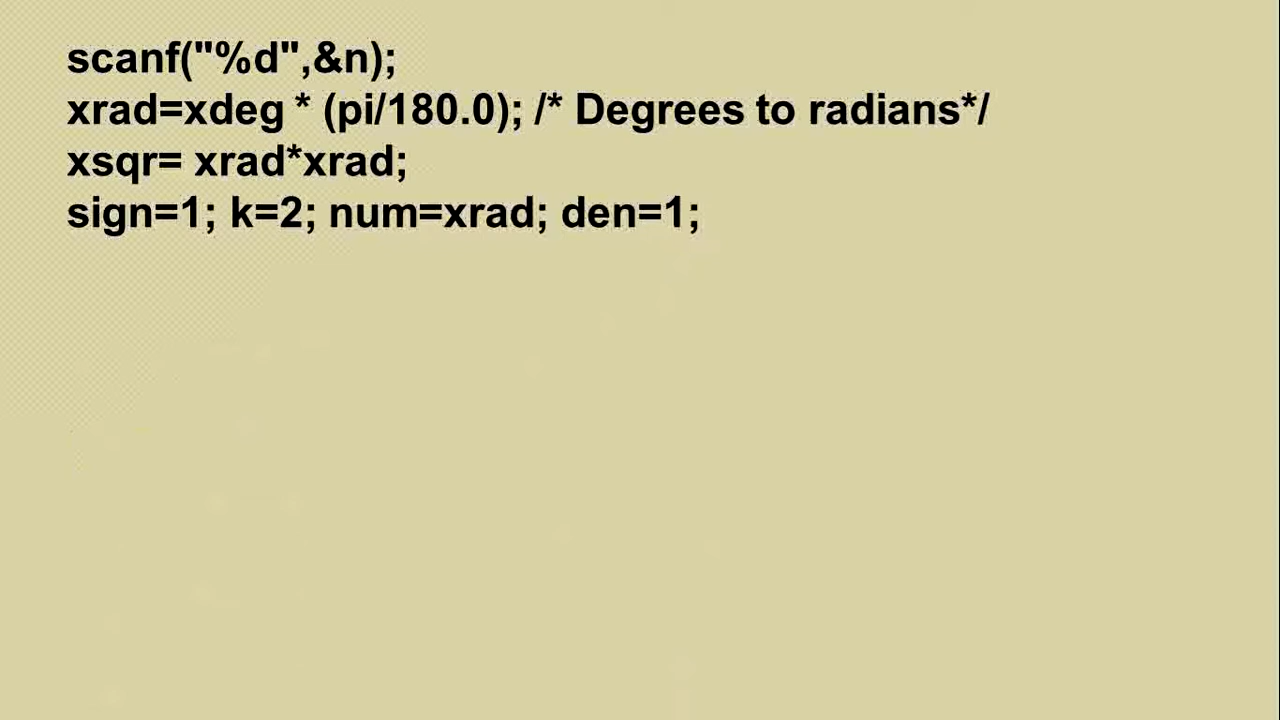 scanf("%d",&n);
xrad=xdeg * (pi/180.0); /* Degrees to radians*/
xsqr= xrad*xrad;
sign=1; k=2; num=xrad; den=1;